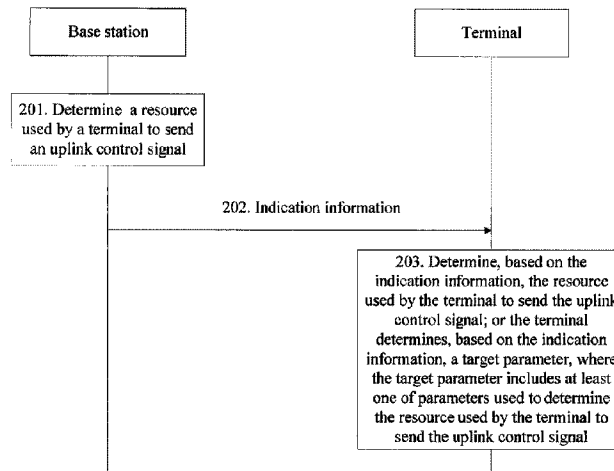 Base station
Terminal
201. Determine a resource
used by a terminal to send
an uplink control signal
202. Indication information
203. Determine, based on the
indication information, the resource
used by the terminal to send the uplink
control signal; or the terminal
determines, based on the indication
information, a target parameter, where
the target parameter includes at least
one of parameters used to determine
the resource used by the terminal to
send the uplink control signal